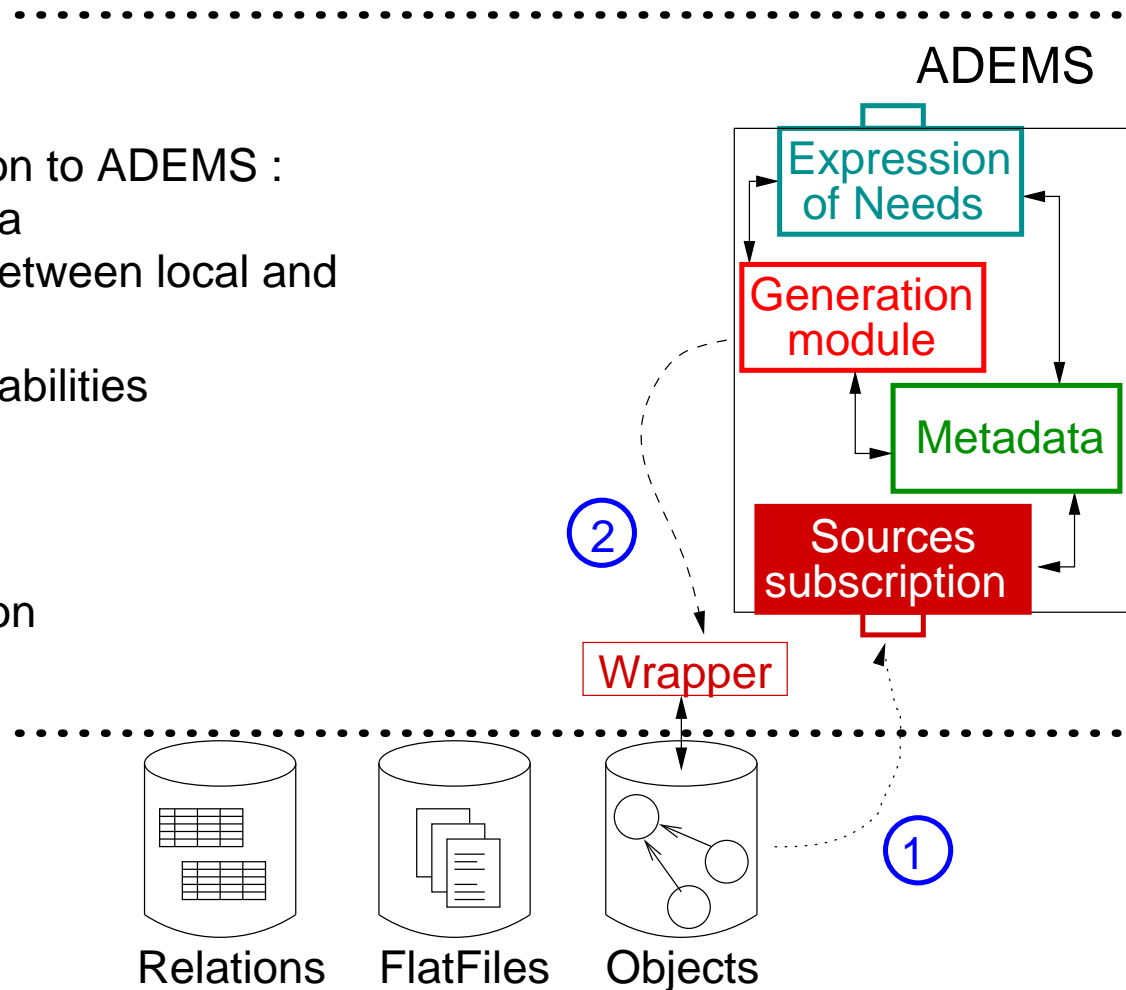 ADEMS
on to ADEMS :
a
etween local and
abilities
on
Expression
of Needs
Generation
module
Metadata
Sources
subscription
2
Wrapper
1
Relations
FlatFiles
Objects